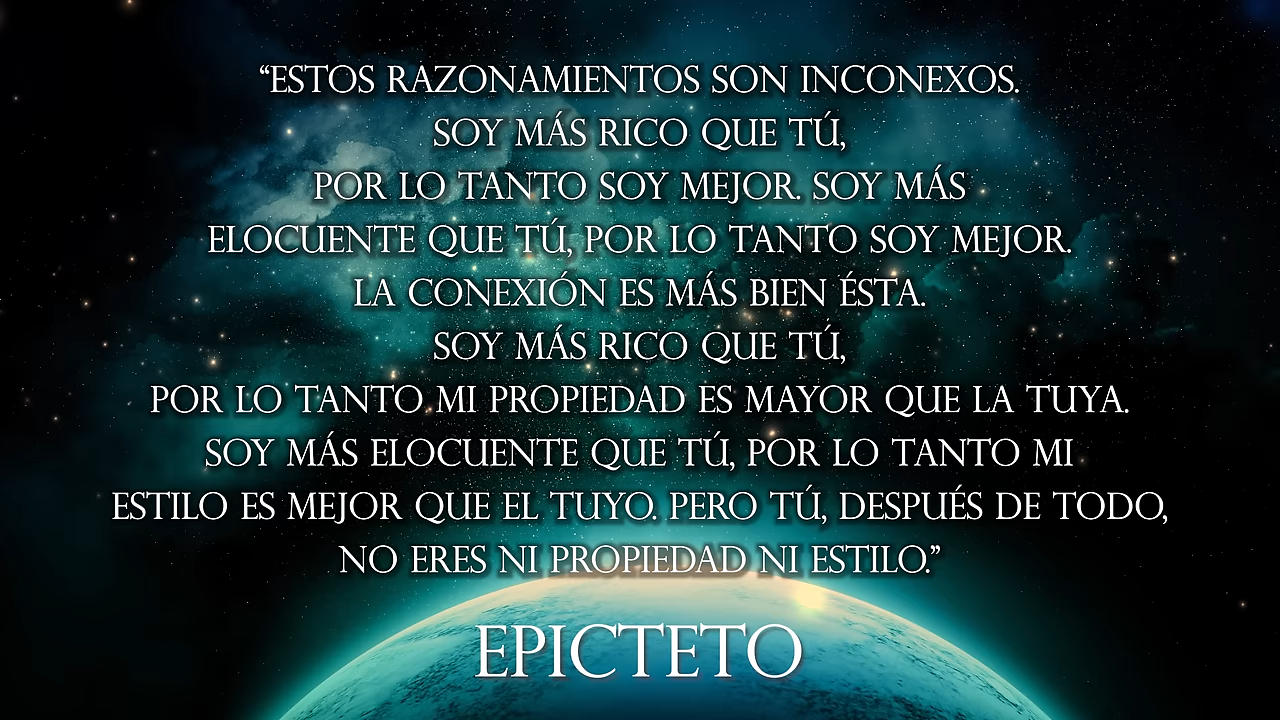 “ESTOS RAZONAMIENTOS SON INCONEXOS.
SOY MÁS RICO QUE TÚ,
POR LO TANTO SOY MEJOR. SOY MÁS
ELOCUENTE QUE TÚ, POR LO TANTO SOY MEJOR.
LA CONEXIÓN ES MÁS BIEN ÉSTA.
SOY MÁS RICO QUE TÚ,
POR LO TANTO MI PROPIEDAD ES MAYOR QUE LA TUYA.
SOY MÁS ELOCUENTE QUE TÚ, POR LO TANTO MI
ESTILO ES MEJOR QUE EL TUYO. PERO TÚ, DESPUÉS DE TODO,
NO ERES NI PROPIEDAD NI ESTILO.”
EPICTETO